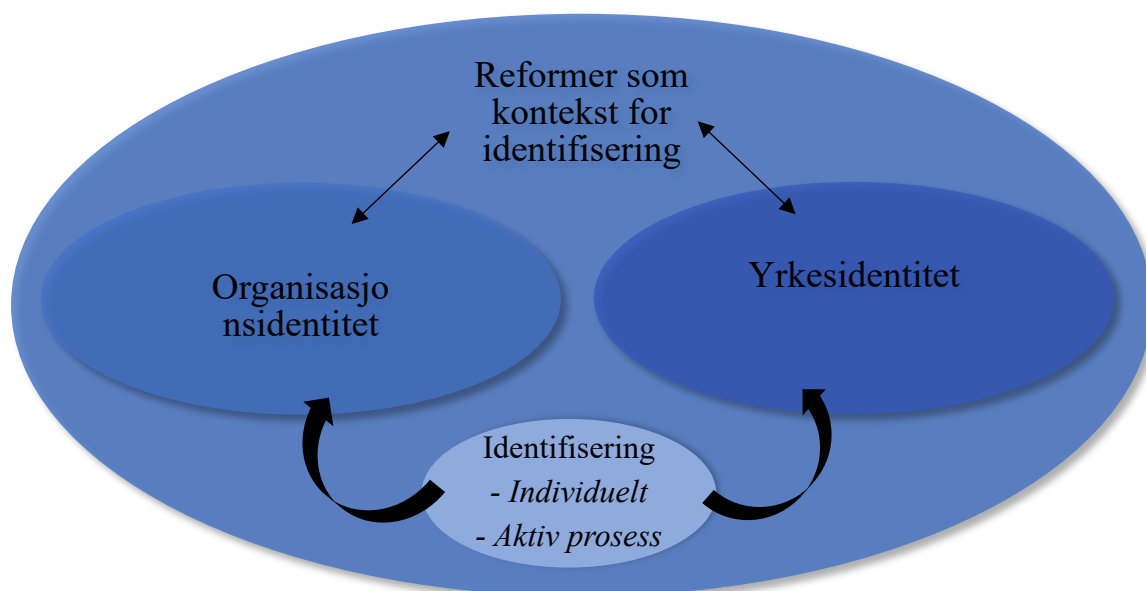 Reformer som
kontekst for
identifisering
Organisasjo
nsidentitet
Yrkesidentitet
Identifisering
- Individuelt
- Aktiv prosess